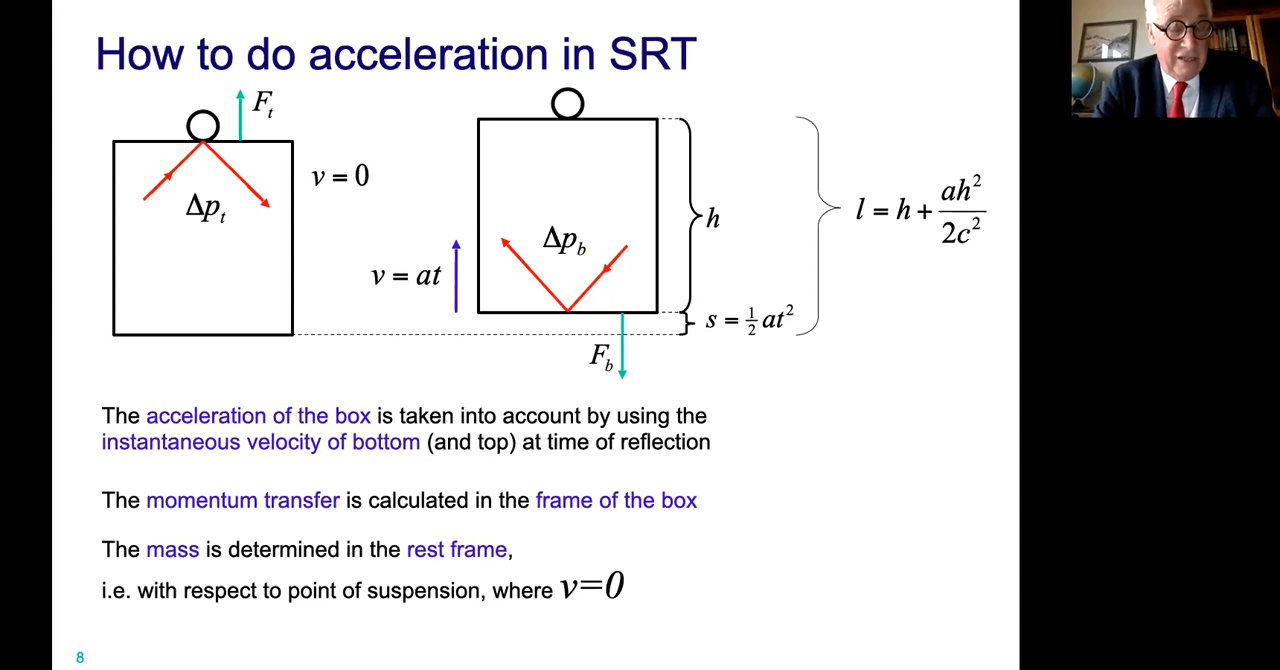 How to do acceleration in SRT
F_t
v = 0
Δp_t
v = at
Δp_b
h
s = ½at²
l = h + ah²/2c²
F_b
The acceleration of the box is taken into account by using the
instantaneous velocity of bottom (and top) at time of reflection
The momentum transfer is calculated in the frame of the box
The mass is determined in the rest frame,
i.e. with respect to point of suspension, where v=0
8